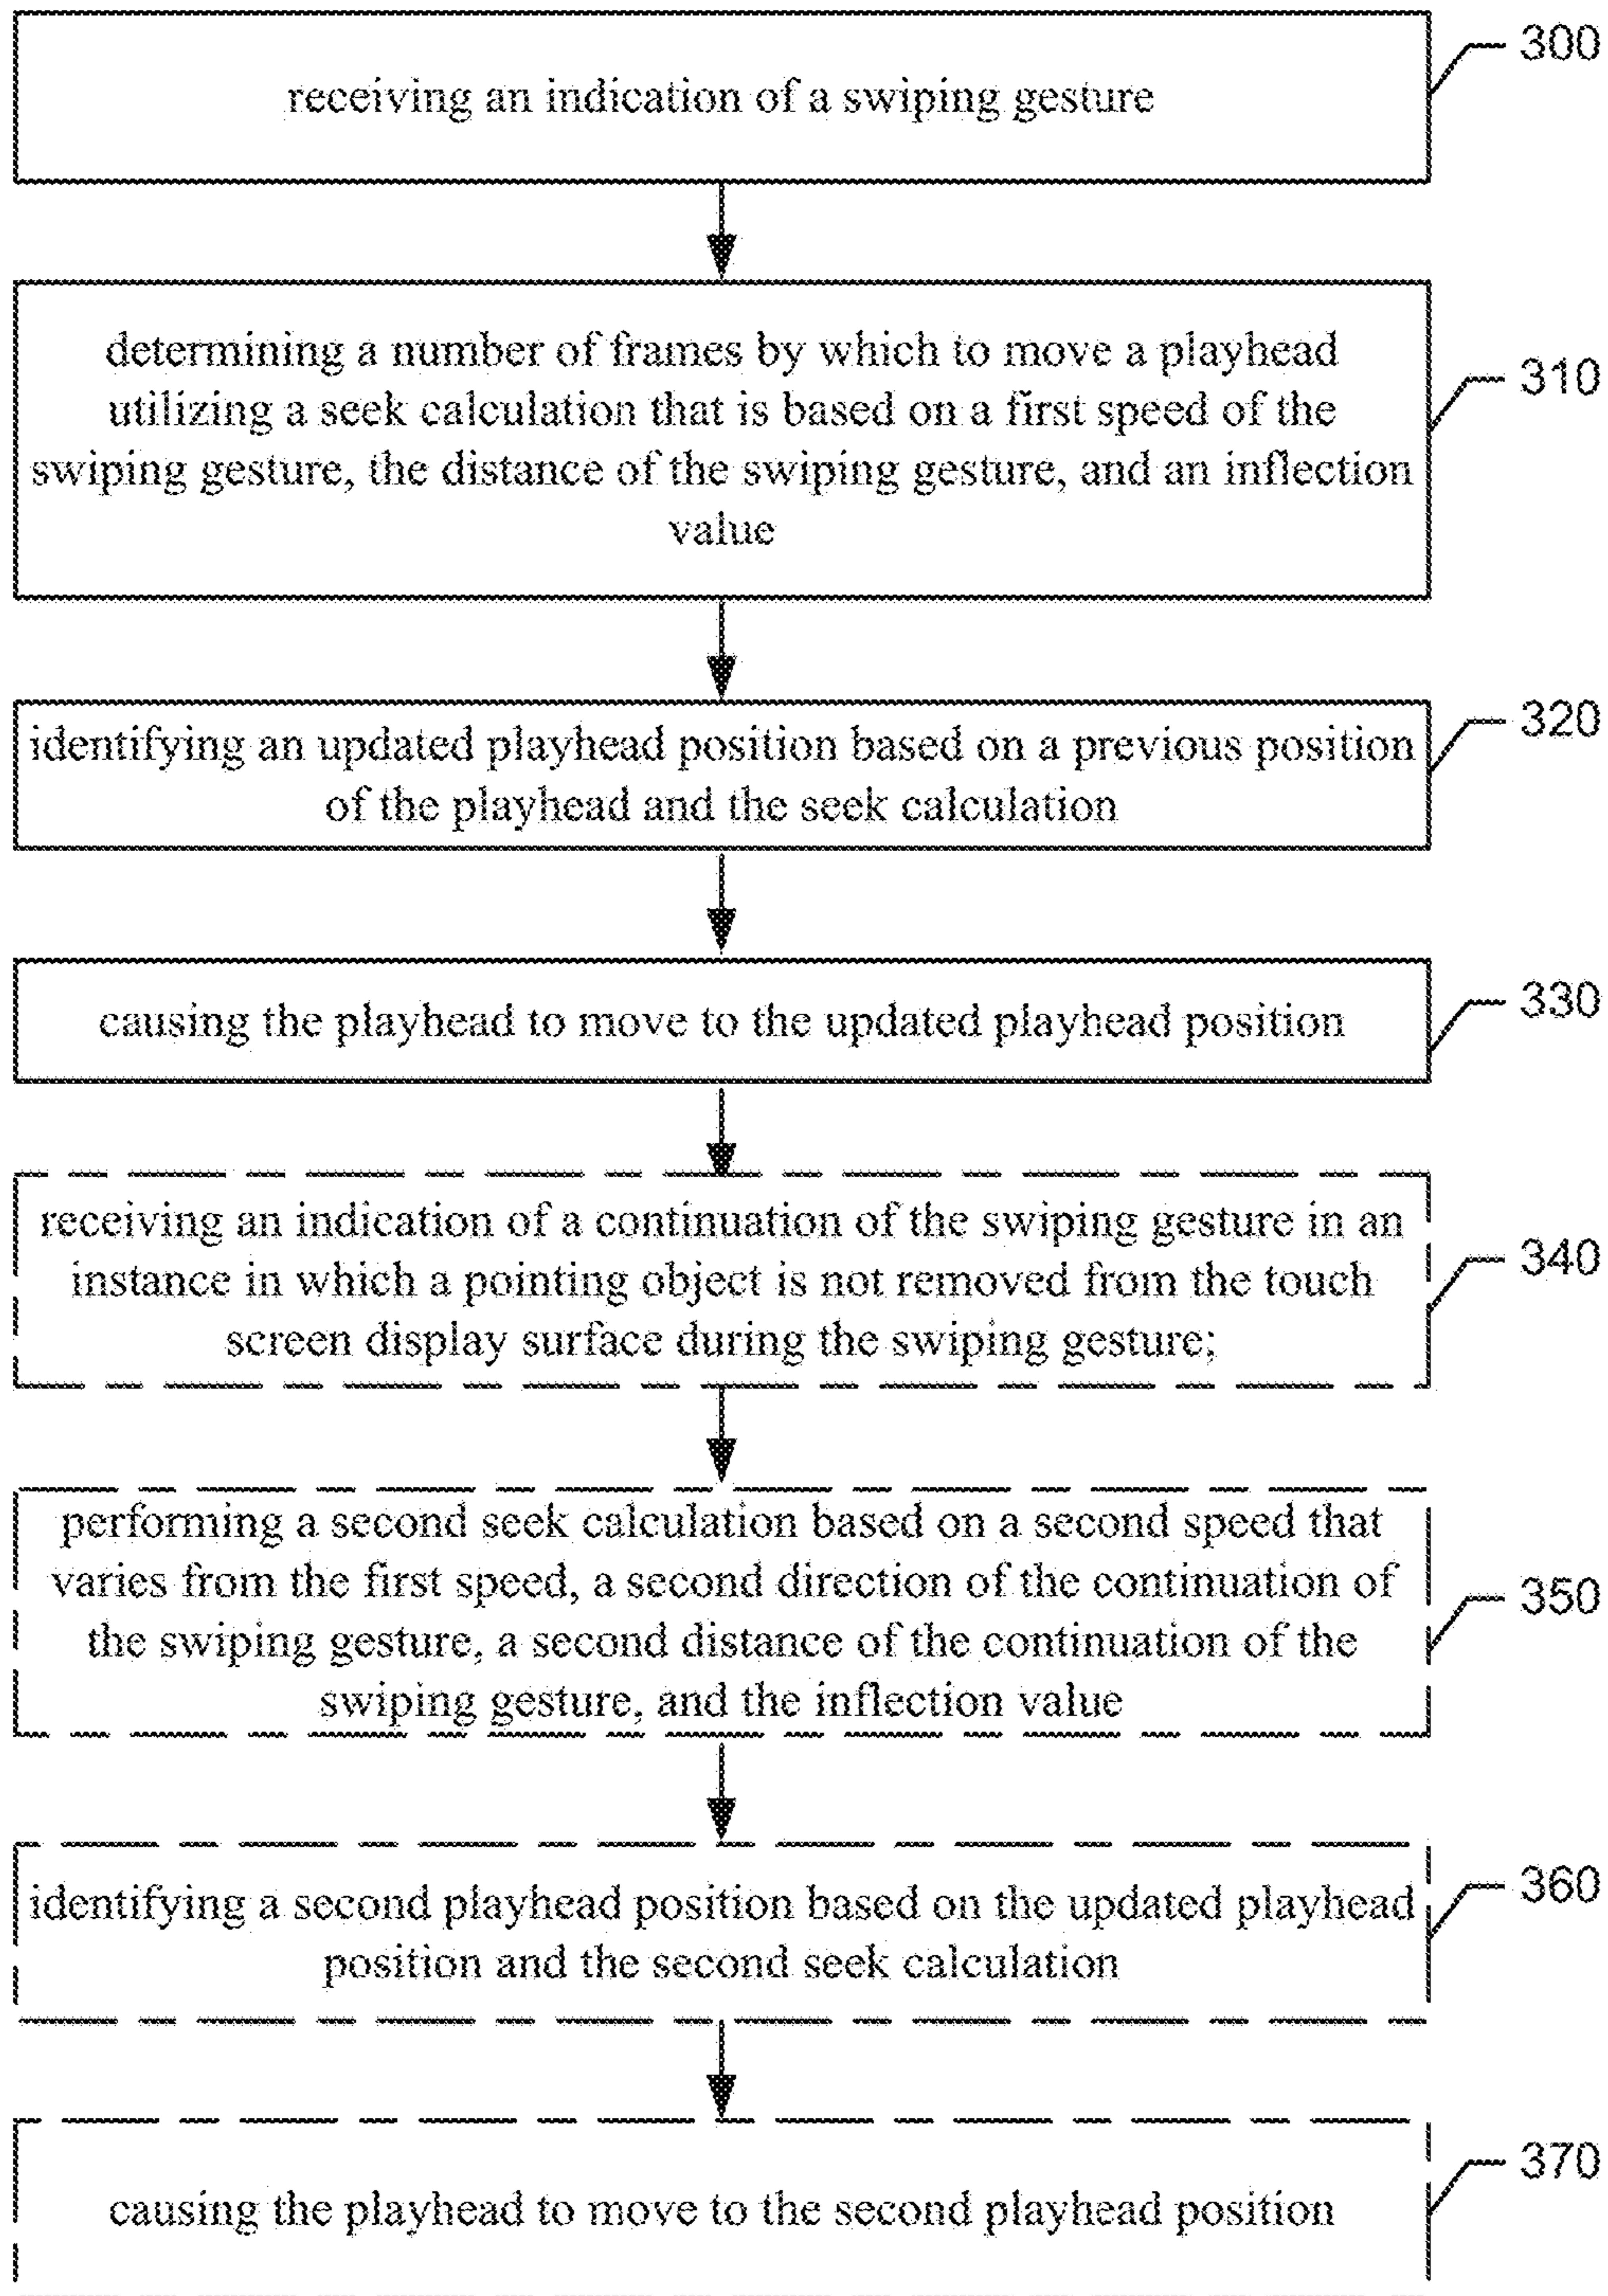 300
receiving an indication of a swiping gesture
310
determining a number of frames by which to move a playhead
utilizing a seek calculation that is based on a first speed of the
swiping gesture, the distance of the swiping gesture, and an inflection
value
320
identifying an updated playhead position based on a previous position
of the playhead and the seek calculation
330
causing the playhead to move to the updated playhead position
340
receiving an indication of a continuation of the swiping gesture in an
instance in which a pointing object is not removed from the touch
screen display surface during the swiping gesture;
350
performing a second seek calculation based on a second speed that
varies from the first speed, a second direction of the continuation of
the swiping gesture, a second distance of the continuation of the
swiping gesture, and the inflection value
360
identifying a second playhead position based on the updated playhead
position and the second seek calculation
370
causing the playhead to move to the second playhead position